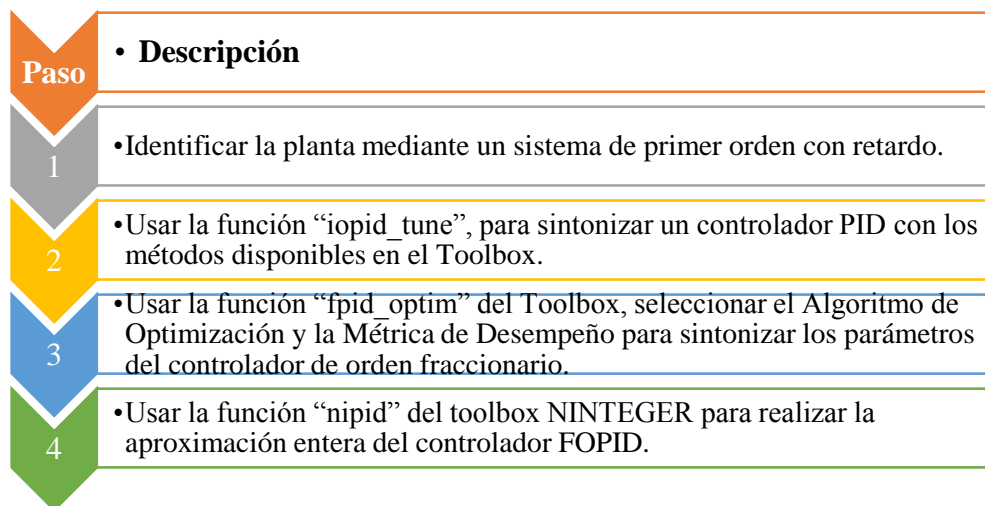 Paso
• Descripción
1
•Identificar la planta mediante un sistema de primer orden con retardo.
2
•Usar la función “iopid_tune”, para sintonizar un controlador PID con los
métodos disponibles en el Toolbox.
3
•Usar la función “fpid_optim” del Toolbox, seleccionar el Algoritmo de
Optimización y la Métrica de Desempeño para sintonizar los parámetros
del controlador de orden fraccionario.
4
•Usar la función “nipid” del toolbox NINTEGER para realizar la
aproximación entera del controlador FOPID.